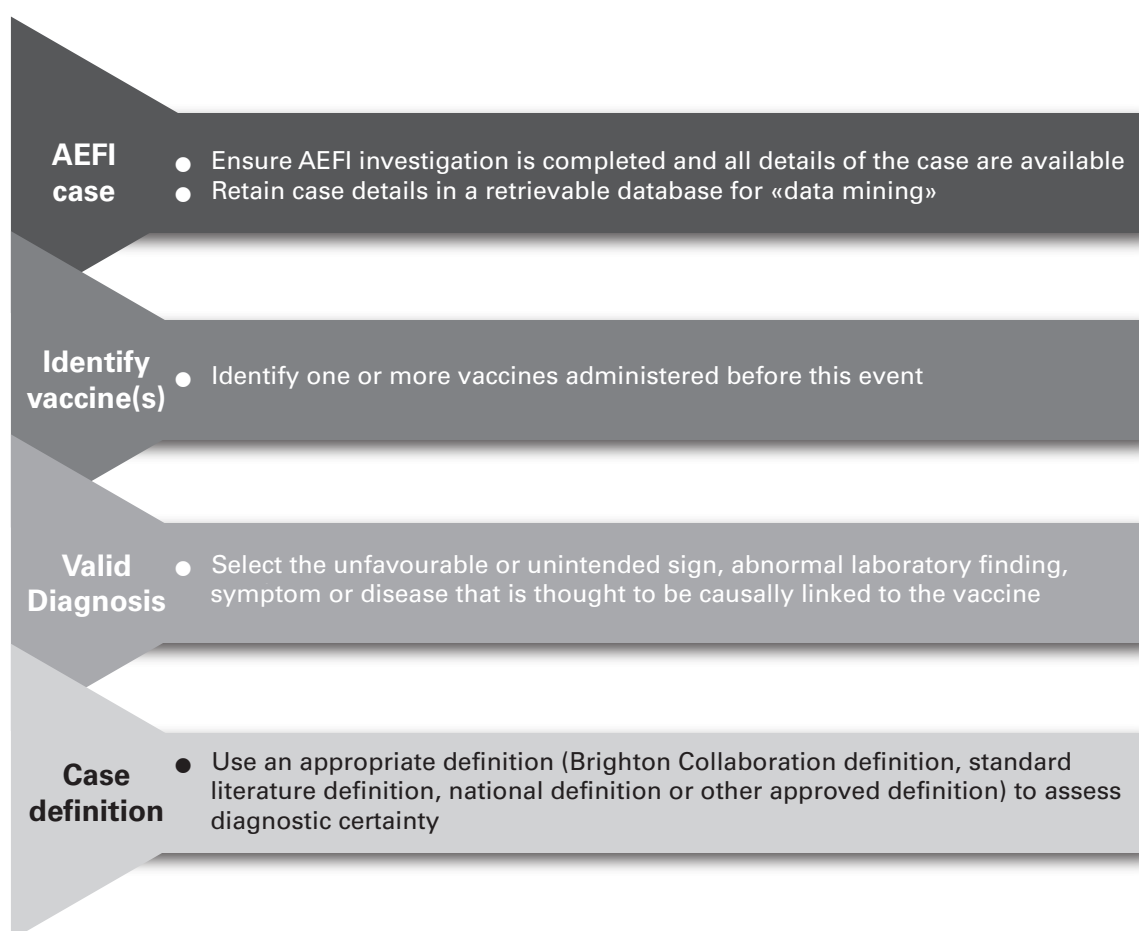 AEFI
case
● Ensure AEFI investigation is completed and all details of the case are available
● Retain case details in a retrievable database for «data mining»
Identify
vaccine(s)
● Identify one or more vaccines administered before this event
Valid
Diagnosis
● Select the unfavourable or unintended sign, abnormal laboratory finding,
symptom or disease that is thought to be causally linked to the vaccine
Case
definition
● Use an appropriate definition (Brighton Collaboration definition, standard
literature definition, national definition or other approved definition) to assess
diagnostic certainty